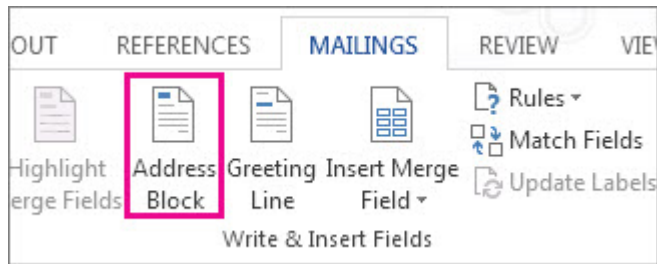 OUT REFERENCES MAILINGS REVIEW VIE
Highlight
erge Fields
Address
Block
Greeting
Line
Insert Merge
Field
Rules
Match Fields
Update Labels
Write & Insert Fields